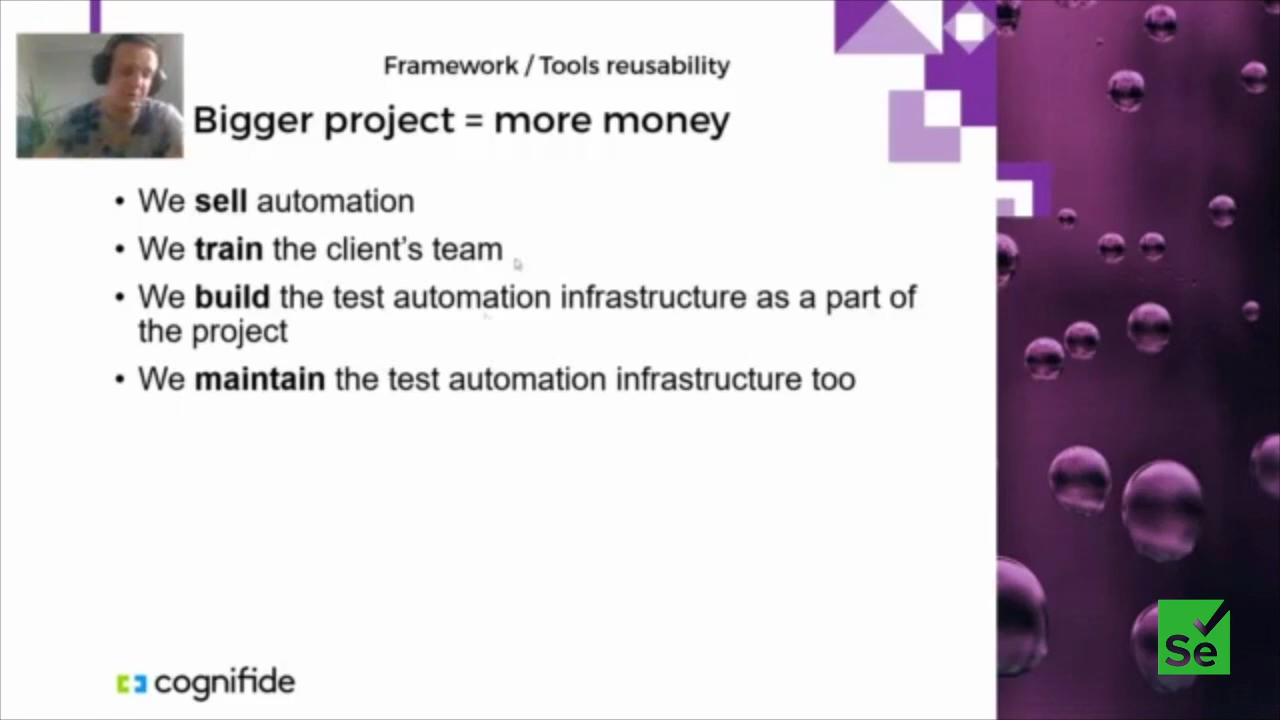 Framework / Tools reusability
Bigger project = more money
• We sell automation
• We train the client’s team
• We build the test automation infrastructure as a part of
the project
• We maintain the test automation infrastructure too
cognifide
Se